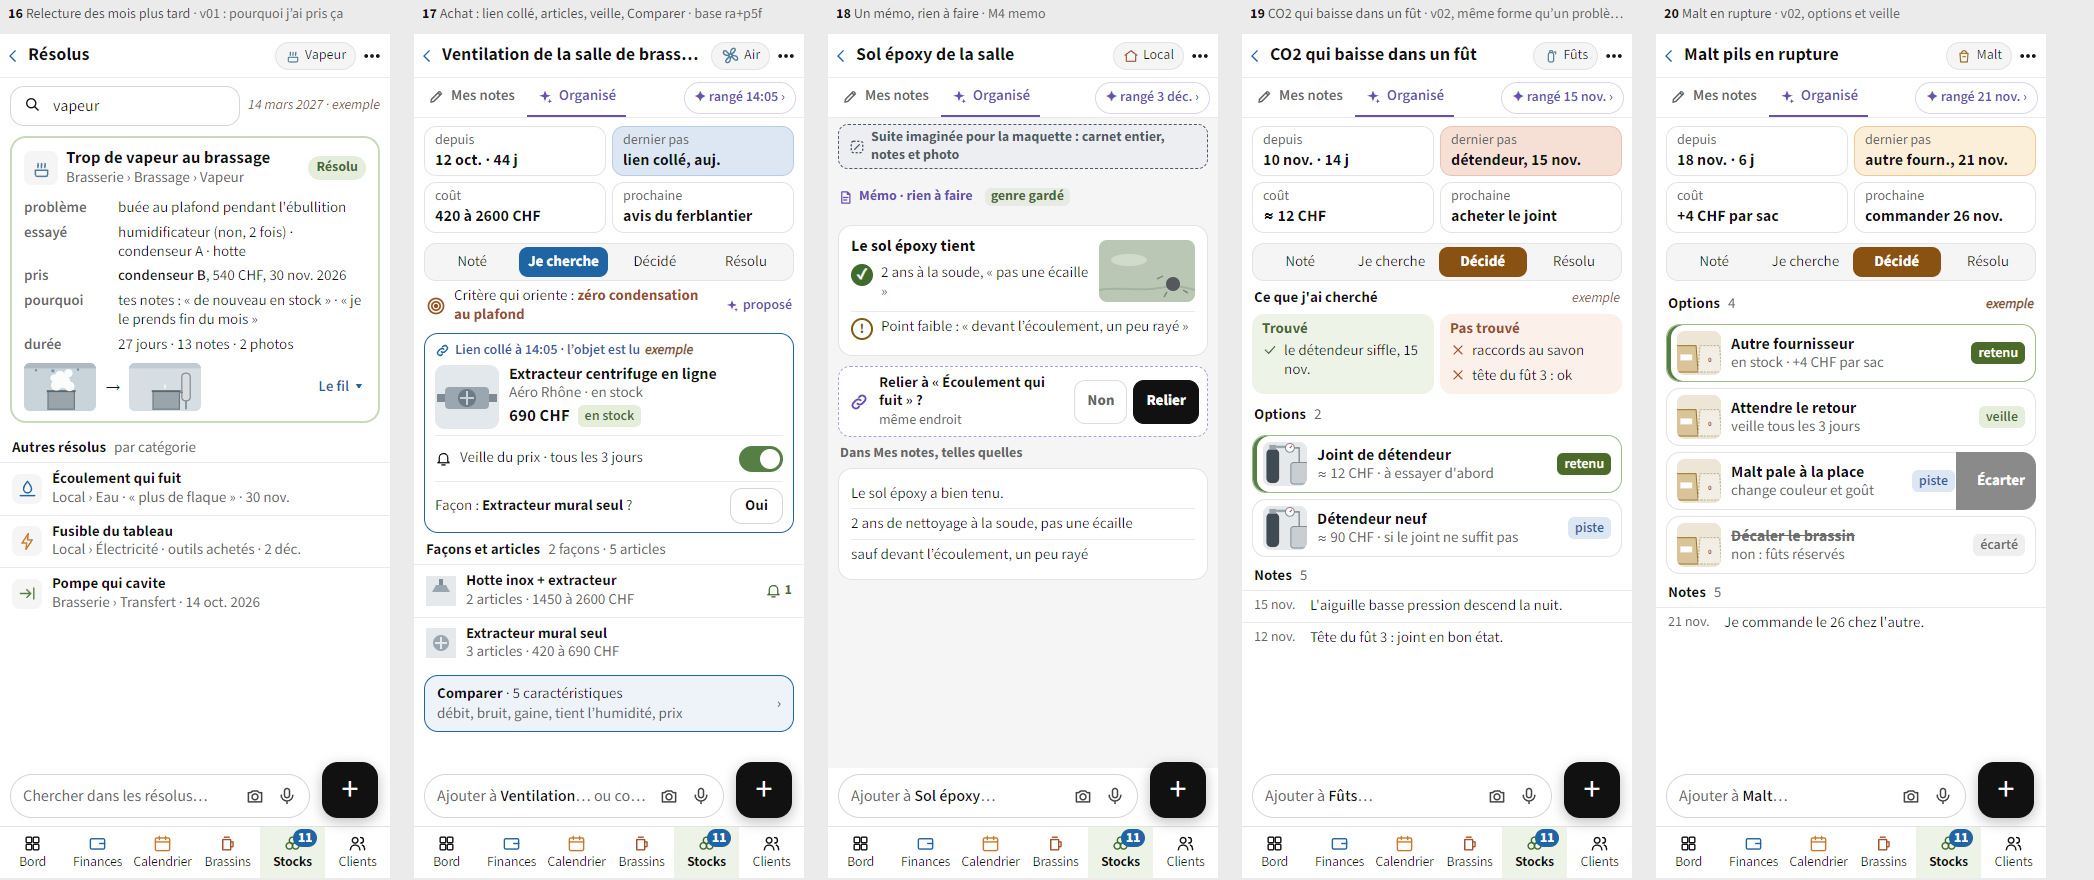 16 Relecture des mois plus tard · v01 : pourquoi j'ai pris ça
Résolus
Vapeur
vapeur
14 mars 2027 · exemple
Trop de vapeur au brassage
Brasserie › Brassage › Vapeur
Résolu
problème buée au plafond pendant l'ébullition
essayé humidificateur (non, 2 fois) ·
condenseur A · hotte
pris condenseur B, 540 CHF, 30 nov. 2026
pourquoi tes notes : « de nouveau en stock » · « je
le prends fin du mois »
durée 27 jours · 13 notes · 2 photos
→
Le fil
Autres résolus par catégorie
Écoulement qui fuit
Local › Eau · « plus de flaque » · 30 nov.
Fusible du tableau
Local › Électricité · outils achetés · 2 déc.
Pompe qui cavite
Brasserie › Transfert · 14 oct. 2026
Chercher dans les résolus…
+
Bord Finances Calendrier Brassins Stocks 11 Clients
17 Achat : lien collé, articles, veille, Comparer · base ra+p5f
Ventilation de la salle de brass…
Air
Mes notes
Organisé
rangé 14:05 ›
depuis
12 oct. · 44 j
dernier pas
lien collé, auj.
coût
420 à 2600 CHF
prochaine
avis du ferblantier
Noté Je cherche Décidé Résolu
Critère qui oriente : zéro condensation
au plafond
proposé
Lien collé à 14:05 · l'objet est lu exemple
Extracteur centrifuge en ligne
Aéro Rhône · en stock
690 CHF en stock
Veille du prix · tous les 3 jours
Façon : Extracteur mural seul ?
Oui
Façons et articles 2 façons · 5 articles
Hotte inox + extracteur
2 articles · 1450 à 2600 CHF
1
Extracteur mural seul
3 articles · 420 à 690 CHF
Comparer · 5 caractéristiques
débit, bruit, gaine, tient l'humidité, prix
›
Ajouter à Ventilation… ou co…
+
Bord Finances Calendrier Brassins Stocks 11 Clients
18 Un mémo, rien à faire · M4 memo
Sol époxy de la salle
Local
Mes notes
Organisé
rangé 3 déc. ›
Suite imaginée pour la maquette : carnet entier,
notes et photo
Mémo · rien à faire
genre gardé
Le sol époxy tient
2 ans à la soude, « pas une écaille
»
Point faible : « devant l'écoulement, un peu rayé »
Relier à « Écoulement qui
fuit » ?
même endroit
Non
Relier
Dans Mes notes, telles quelles
Le sol époxy a bien tenu.
2 ans de nettoyage à la soude, pas une écaille
sauf devant l'écoulement, un peu rayé
Ajouter à Sol époxy…
+
Bord Finances Calendrier Brassins Stocks 11 Clients
19 CO2 qui baisse dans un fût · v02, même forme qu'un problè…
CO2 qui baisse dans un fût
Fûts
Mes notes
Organisé
rangé 15 nov. ›
depuis
10 nov. · 14 j
dernier pas
détendeur, 15 nov.
coût
≈ 12 CHF
prochaine
acheter le joint
Noté Je cherche Décidé Résolu
Ce que j'ai cherché
exemple
Trouvé
le détendeur siffle, 15
nov.
Pas trouvé
raccords au savon
tête du fût 3 : ok
Options 2
Joint de détendeur
≈ 12 CHF · à essayer d'abord
retenu
Détendeur neuf
≈ 90 CHF · si le joint ne suffit pas
piste
Notes 5
15 nov. L'aiguille basse pression descend la nuit.
12 nov. Tête du fût 3 : joint en bon état.
Ajouter à Fûts…
+
Bord Finances Calendrier Brassins Stocks 11 Clients
20 Malt en rupture · v02, options et veille
Malt pils en rupture
Malt
Mes notes
Organisé
rangé 21 nov. ›
depuis
18 nov. · 6 j
dernier pas
autre fourn., 21 nov.
coût
+4 CHF par sac
prochaine
commander 26 nov.
Noté Je cherche Décidé Résolu
Options 4
exemple
Autre fournisseur
en stock · +4 CHF par sac
retenu
Attendre le retour
veille tous les 3 jours
veille
Malt pale à la place
change couleur et goût
piste
Écarter
Décaler le brassin
non : fûts réservés
écarté
Notes 5
21 nov. Je commande le 26 chez l'autre.
Ajouter à Malt…
+
Bord Finances Calendrier Brassins Stocks 11 Clients